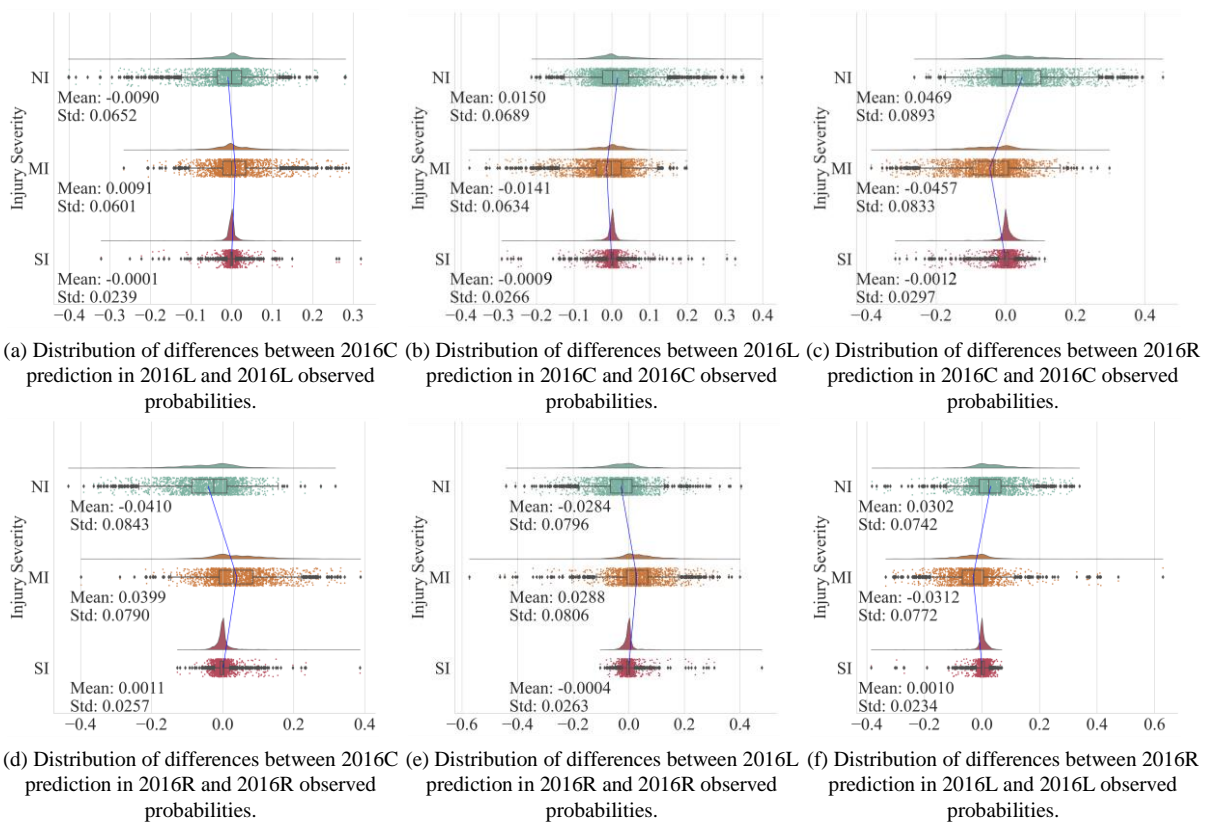 Injury Severity
NI
Mean: -0.0090
Std: 0.0652
MI
Mean: 0.0091
Std: 0.0601
SI
Mean: -0.0001
Std: 0.0239
−0.4 −0.3 −0.2 −0.1 0.0 0.1 0.2 0.3
(a) Distribution of differences between 2016C
prediction in 2016L and 2016L observed
probabilities.
Injury Severity
NI
Mean: 0.0150
Std: 0.0689
MI
Mean: -0.0141
Std: 0.0634
SI
Mean: -0.0009
Std: 0.0266
−0.4 −0.3 −0.2 −0.1 0.0 0.1 0.2 0.3 0.4
(b) Distribution of differences between 2016L
prediction in 2016C and 2016C observed
probabilities.
Injury Severity
NI
Mean: 0.0469
Std: 0.0893
MI
Mean: -0.0457
Std: 0.0833
SI
Mean: -0.0012
Std: 0.0297
−0.4 −0.2 0.0 0.2 0.4
(c) Distribution of differences between 2016R
prediction in 2016C and 2016C observed
probabilities.
Injury Severity
NI
Mean: -0.0410
Std: 0.0843
MI
Mean: 0.0399
Std: 0.0790
SI
Mean: 0.0011
Std: 0.0257
−0.4 −0.2 0.0 0.2 0.4
(d) Distribution of differences between 2016C
prediction in 2016R and 2016R observed
probabilities.
Injury Severity
NI
Mean: -0.0284
Std: 0.0796
MI
Mean: 0.0288
Std: 0.0806
SI
Mean: -0.0004
Std: 0.0263
−0.6 −0.4 −0.2 0.0 0.2 0.4
(e) Distribution of differences between 2016L
prediction in 2016R and 2016R observed
probabilities.
Injury Severity
NI
Mean: 0.0302
Std: 0.0742
MI
Mean: -0.0312
Std: 0.0772
SI
Mean: 0.0010
Std: 0.0234
−0.4 −0.2 0.0 0.2 0.4 0.6
(f) Distribution of differences between 2016R
prediction in 2016L and 2016L observed
probabilities.